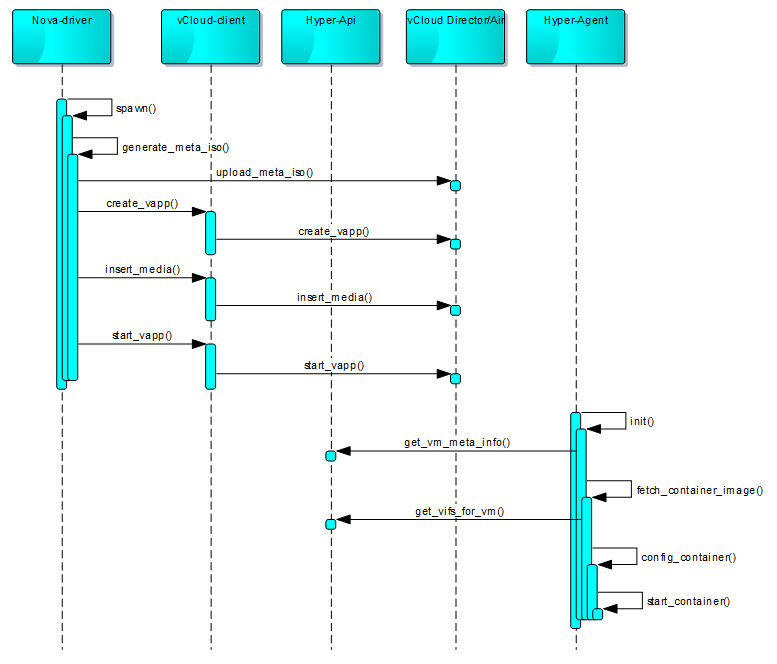 Nova-driver
vCloud-client
Hyper-Api
vCloud Director/Air
Hyper-Agent
spawn()
generate_meta_iso()
upload_meta_iso()
create_vapp()
create_vapp()
insert_media()
insert_media()
start_vapp()
start_vapp()
init()
get_vm_meta_info()
fetch_container_image()
get_vifs_for_vm()
config_container()
start_container()